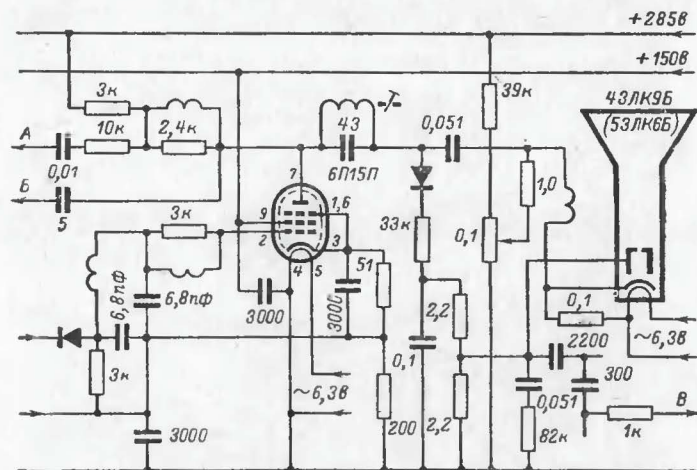 +285в
+150в
3к
39к
43ЛК9Б
(53ЛК6Б)
А
10к
2,4к
43
0,051
0,01
6П15П
Б
5
7
1,0
3к
9
1,6
33к
0,1
2
3
4
5
51
6,8пф
3000
3000
2,2
0,1
6,8пф
2200
3к
0,1
~6,3в
300
~6,3в
0,051
В
3000
200
2,2
82к
1к